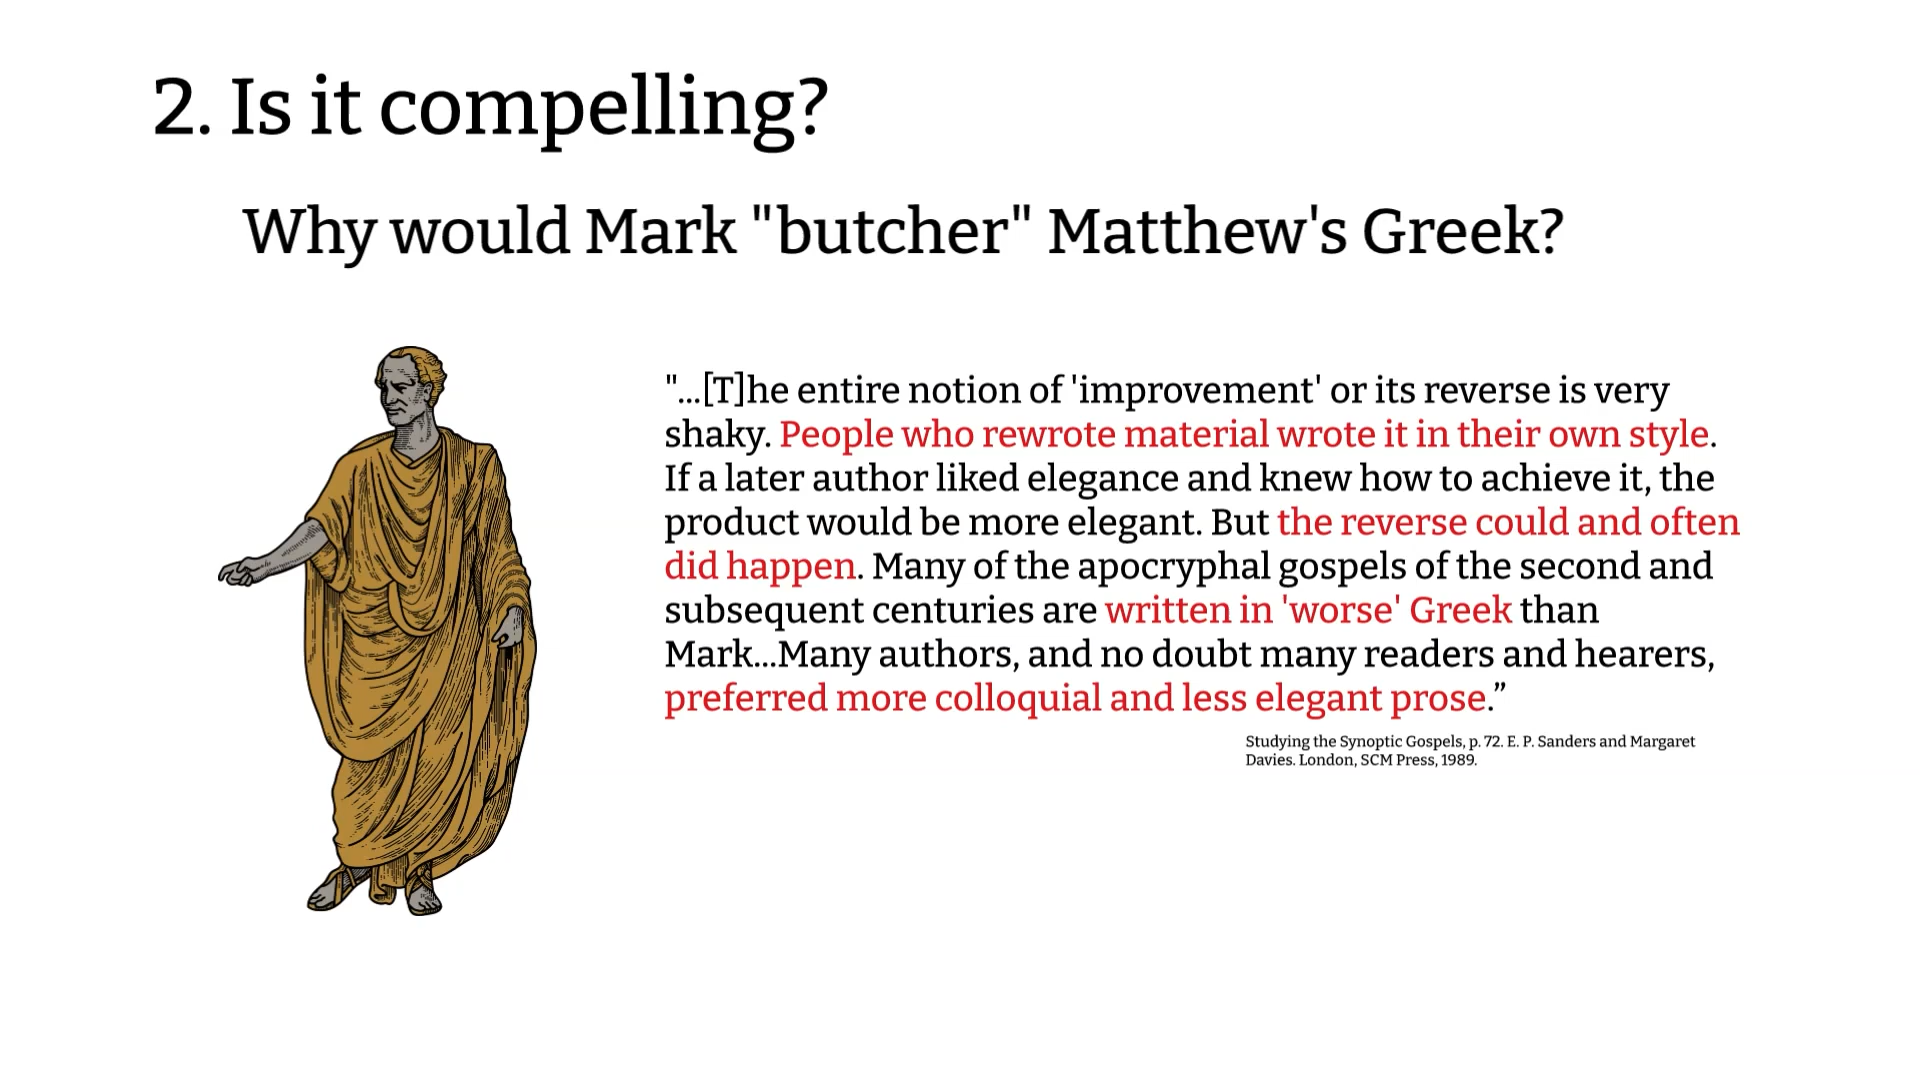 2. Is it compelling?
Why would Mark "butcher" Matthew's Greek?
"...[T]he entire notion of 'improvement' or its reverse is very
shaky. People who rewrote material wrote it in their own style.
If a later author liked elegance and knew how to achieve it, the
product would be more elegant. But the reverse could and often
did happen. Many of the apocryphal gospels of the second and
subsequent centuries are written in 'worse' Greek than
Mark...Many authors, and no doubt many readers and hearers,
preferred more colloquial and less elegant prose.”
Studying the Synoptic Gospels, p. 72. E. P. Sanders and Margaret
Davies. London, SCM Press, 1989.